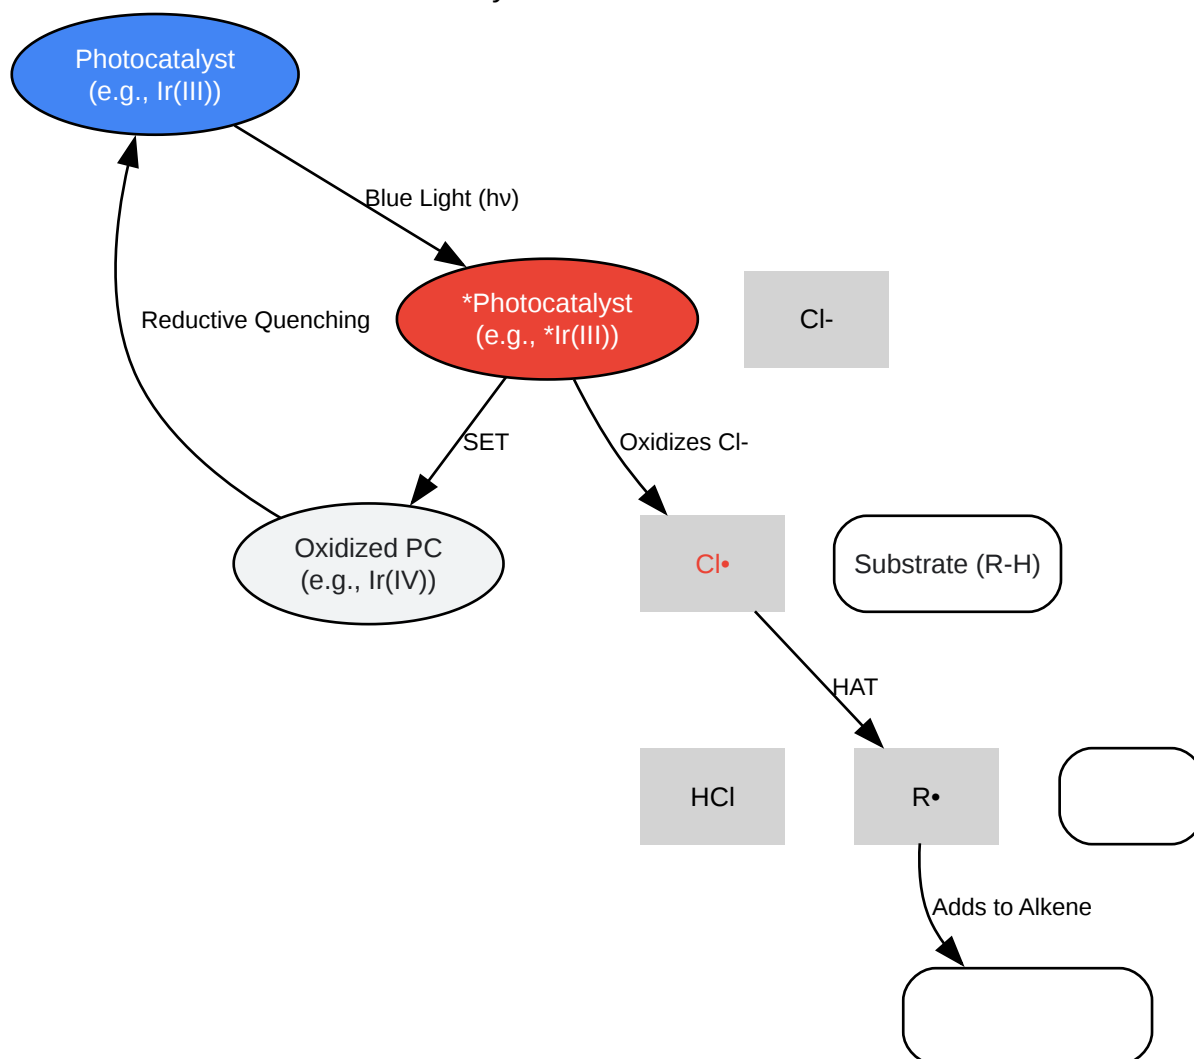 Photocatalyst
(e.g., Ir(III))
Blue Light (hν)
*Photocatalyst
(e.g., *Ir(III))
Cl-
Reductive Quenching
SET
Oxidizes Cl-
Oxidized PC
(e.g., Ir(IV))
Cl•
Substrate (R-H)
HAT
HCl
R•
Adds to Alkene